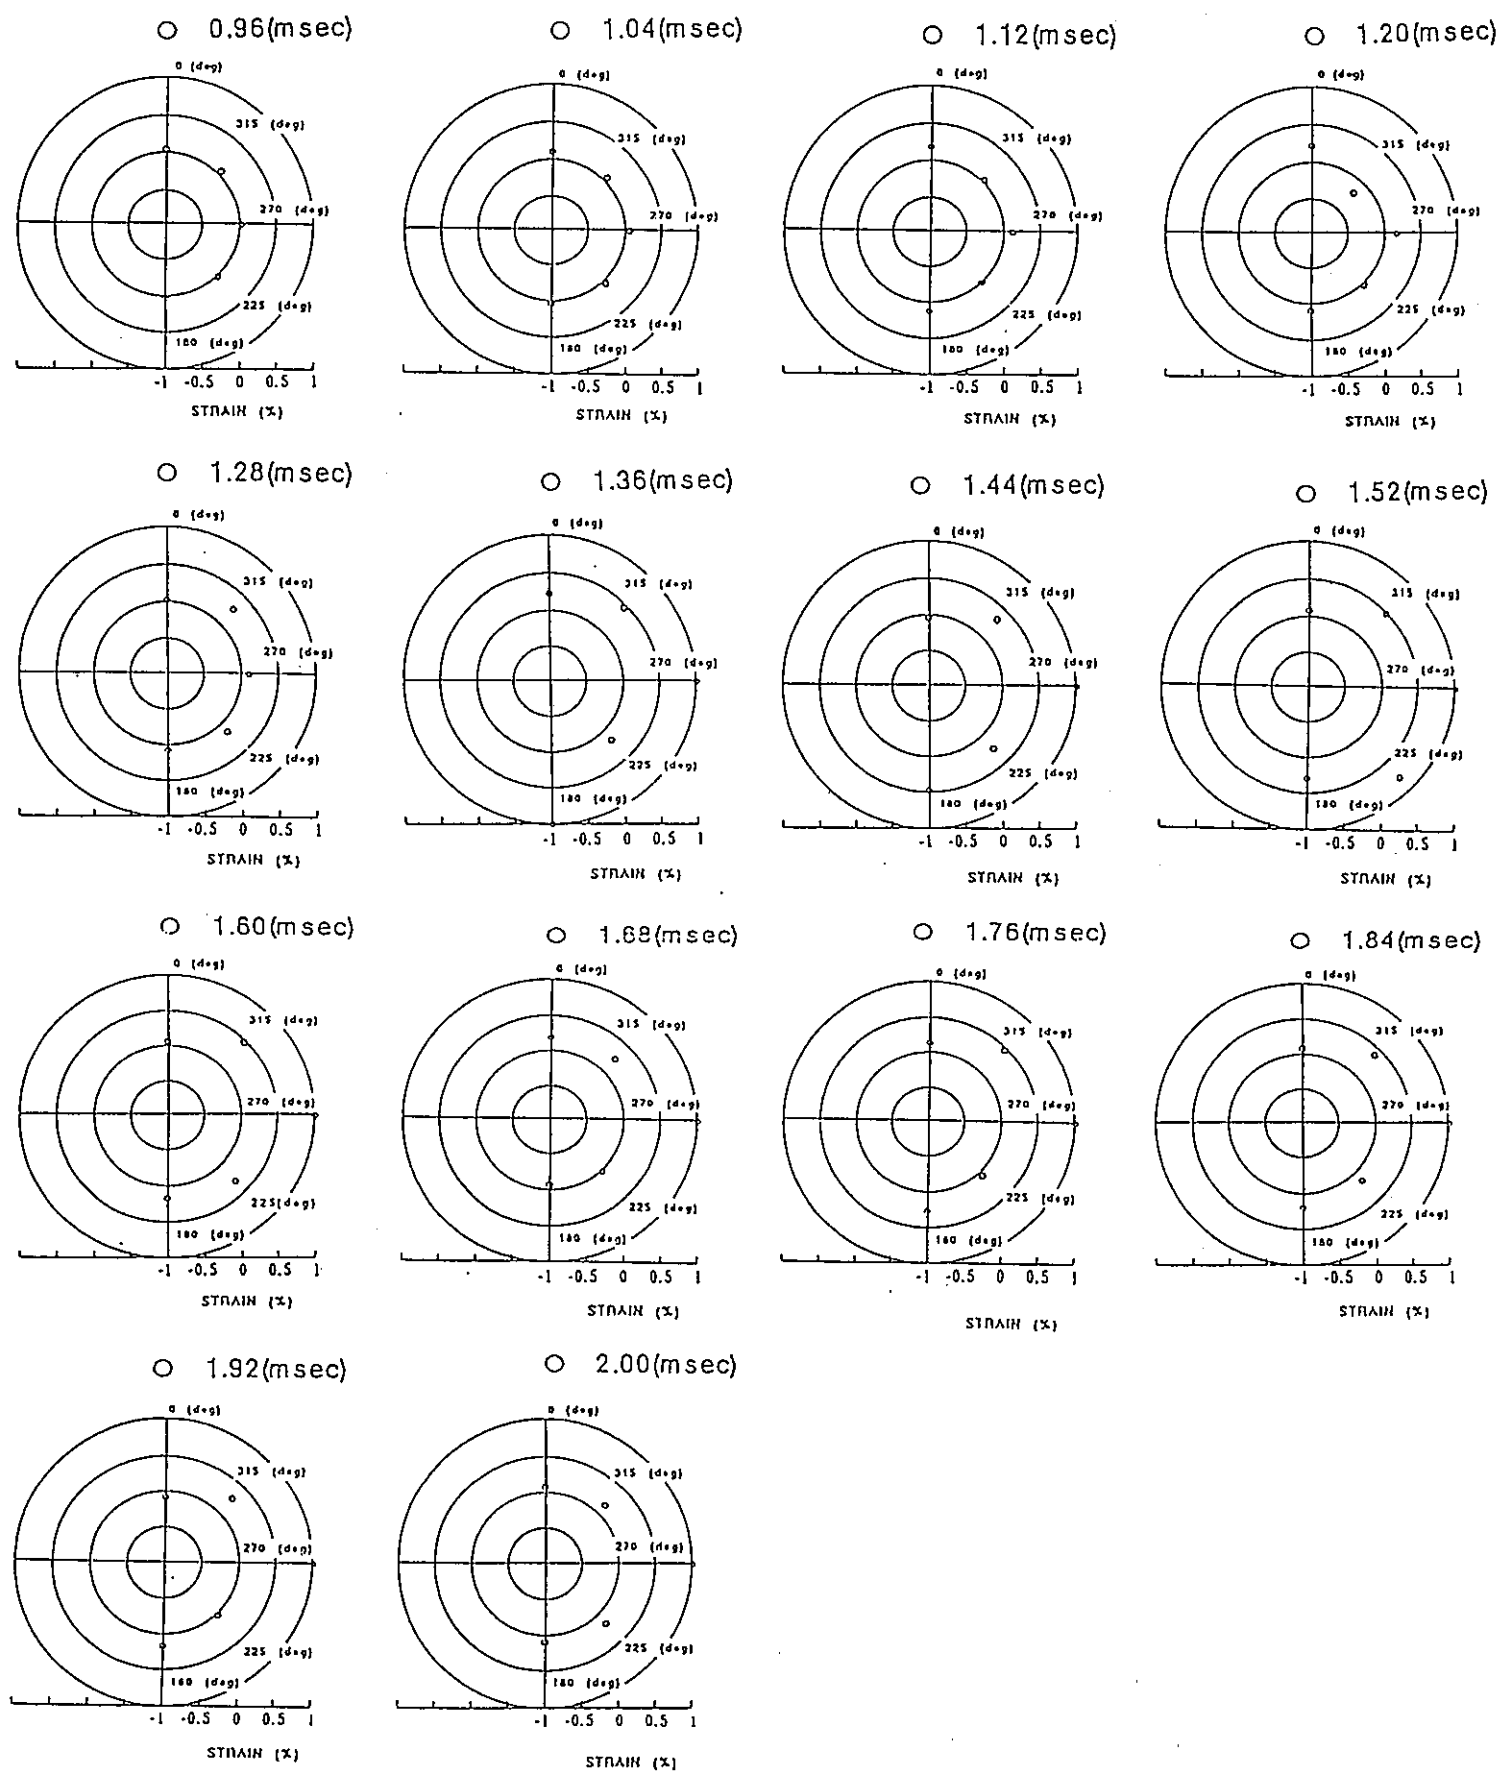 0.96(msec)
0 (deg)
315 (deg)
270 (deg)
225 (deg)
180 (deg)
-1 -0.5 0 0.5 1
STRAIN (%)
1.04(msec)
0 (deg)
315 (deg)
270 (deg)
225 (deg)
180 (deg)
-1 -0.5 0 0.5 1
STRAIN (%)
1.12(msec)
0 (deg)
315 (deg)
270 (deg)
225 (deg)
180 (deg)
-1 -0.5 0 0.5 1
STRAIN (%)
1.20(msec)
0 (deg)
315 (deg)
270 (deg)
225 (deg)
180 (deg)
-1 -0.5 0 0.5 1
STRAIN (%)
1.28(msec)
0 (deg)
315 (deg)
270 (deg)
225 (deg)
180 (deg)
-1 -0.5 0 0.5 1
STRAIN (%)
1.36(msec)
0 (deg)
315 (deg)
270 (deg)
225 (deg)
180 (deg)
-1 -0.5 0 0.5 1
STRAIN (%)
1.44(msec)
0 (deg)
315 (deg)
270 (deg)
225 (deg)
180 (deg)
-1 -0.5 0 0.5 1
STRAIN (%)
1.52(msec)
0 (deg)
315 (deg)
270 (deg)
225 (deg)
180 (deg)
-1 -0.5 0 0.5 1
STRAIN (%)
1.60(msec)
0 (deg)
315 (deg)
270 (deg)
225(deg)
180 (deg)
-1 -0.5 0 0.5 1
STRAIN (%)
1.68(msec)
0 (deg)
315 (deg)
270 (deg)
225 (deg)
180 (deg)
-1 -0.5 0 0.5 1
STRAIN (%)
1.76(msec)
0 (deg)
315 (deg)
270 (deg)
225 (deg)
180 (deg)
-1 -0.5 0 0.5 1
STRAIN (%)
1.84(msec)
0 (deg)
315 (deg)
270 (deg)
225 (deg)
180 (deg)
-1 -0.5 0 0.5 1
STRAIN (%)
1.92(msec)
0 (deg)
315 (deg)
270 (deg)
225 (deg)
180 (deg)
-1 -0.5 0 0.5 1
STRAIN (%)
2.00(msec)
0 (deg)
315 (deg)
270 (deg)
225 (deg)
180 (deg)
-1 -0.5 0 0.5 1
STRAIN (%)